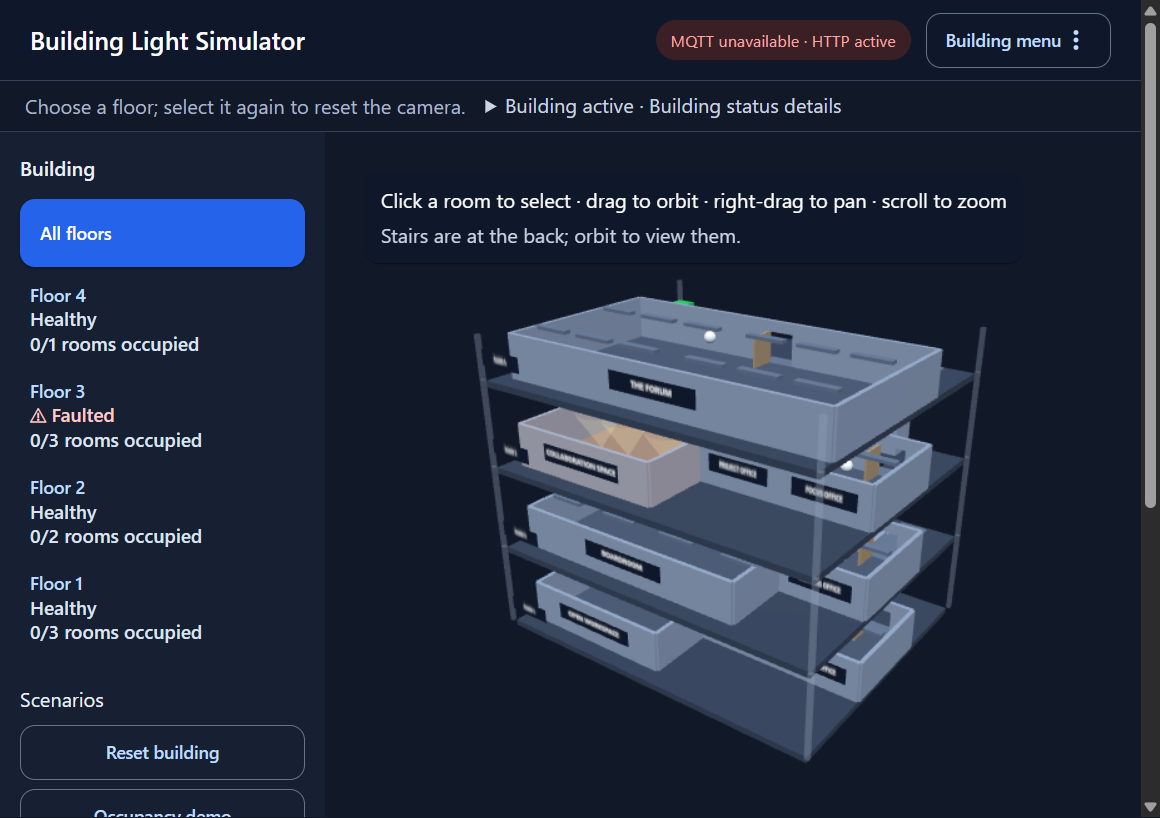 Building Light Simulator
MQTT unavailable · HTTP active
Building menu
Choose a floor; select it again to reset the camera.
Building active · Building status details
Building
All floors
Floor 4
Healthy
0/1 rooms occupied
Floor 3
⚠ Faulted
0/3 rooms occupied
Floor 2
Healthy
0/2 rooms occupied
Floor 1
Healthy
0/3 rooms occupied
Scenarios
Reset building
Occupancy demo
Click a room to select · drag to orbit · right-drag to pan · scroll to zoom
Stairs are at the back; orbit to view them.
THE FORUM
COLLABORATION SPACE
PROJECT OFFICE
FOCUS OFFICE
BOARDROOM
OFFICE
OPEN WORKSPACE